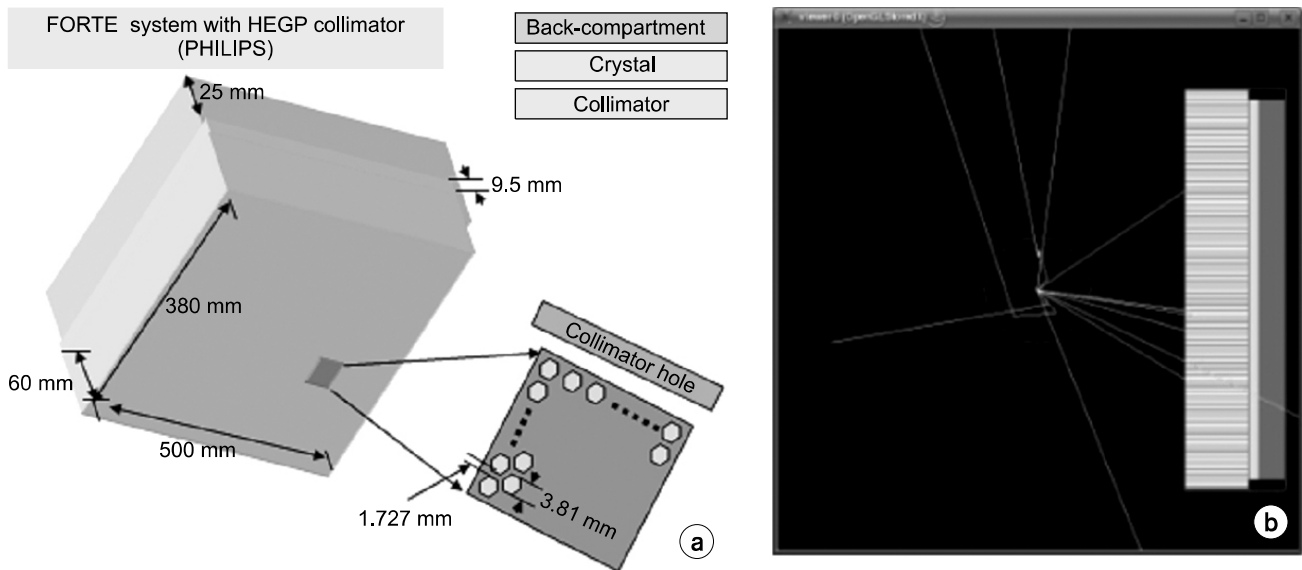 FORTE system with HEGP collimator
(PHILIPS)
Back-compartment
Crystal
Collimator
25 mm
9.5 mm
380 mm
60 mm
500 mm
Collimator hole
3.81 mm
1.727 mm
a
b